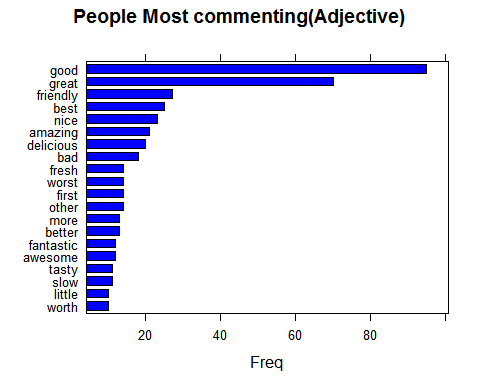 People Most commenting(Adjective)
good
great
friendly
best
nice
amazing
delicious
bad
fresh
worst
first
other
more
better
fantastic
awesome
tasty
slow
little
worth
20 40 60 80
Freq